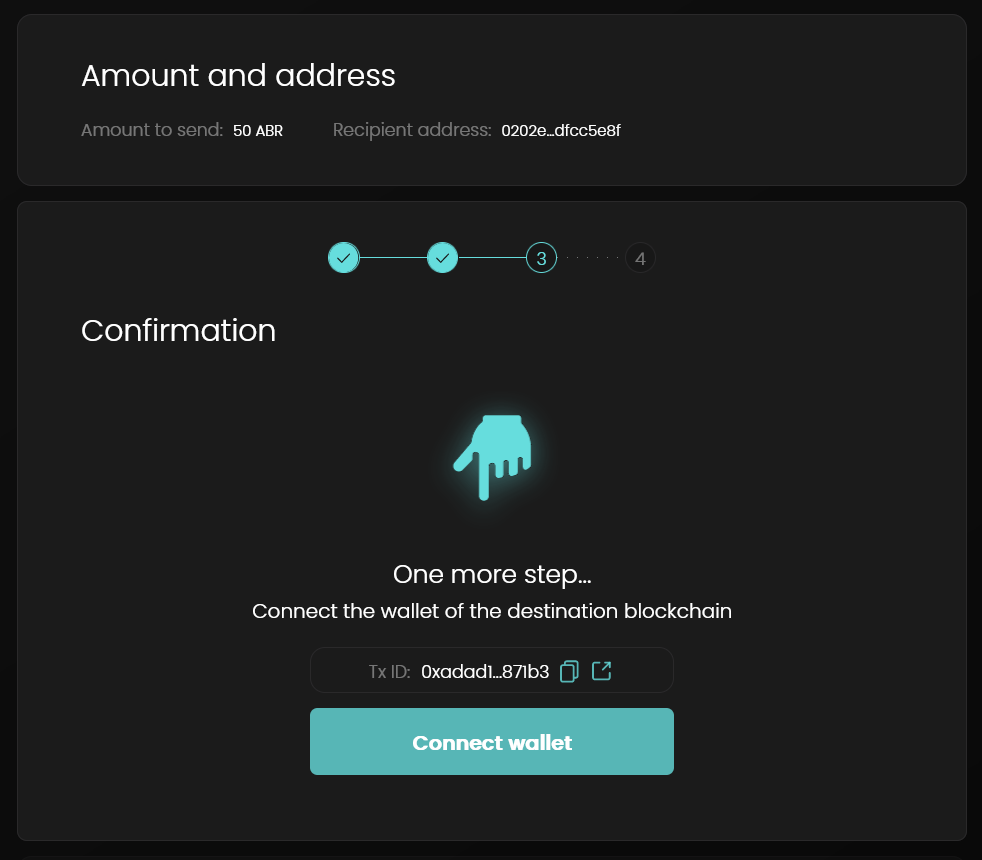 Amount and address
Amount to send: 50 ABR Recipient address: 0202e...dfcc5e8f
3 4
Confirmation
One more step...
Connect the wallet of the destination blockchain
Tx ID: 0xadad1...871b3
Connect wallet